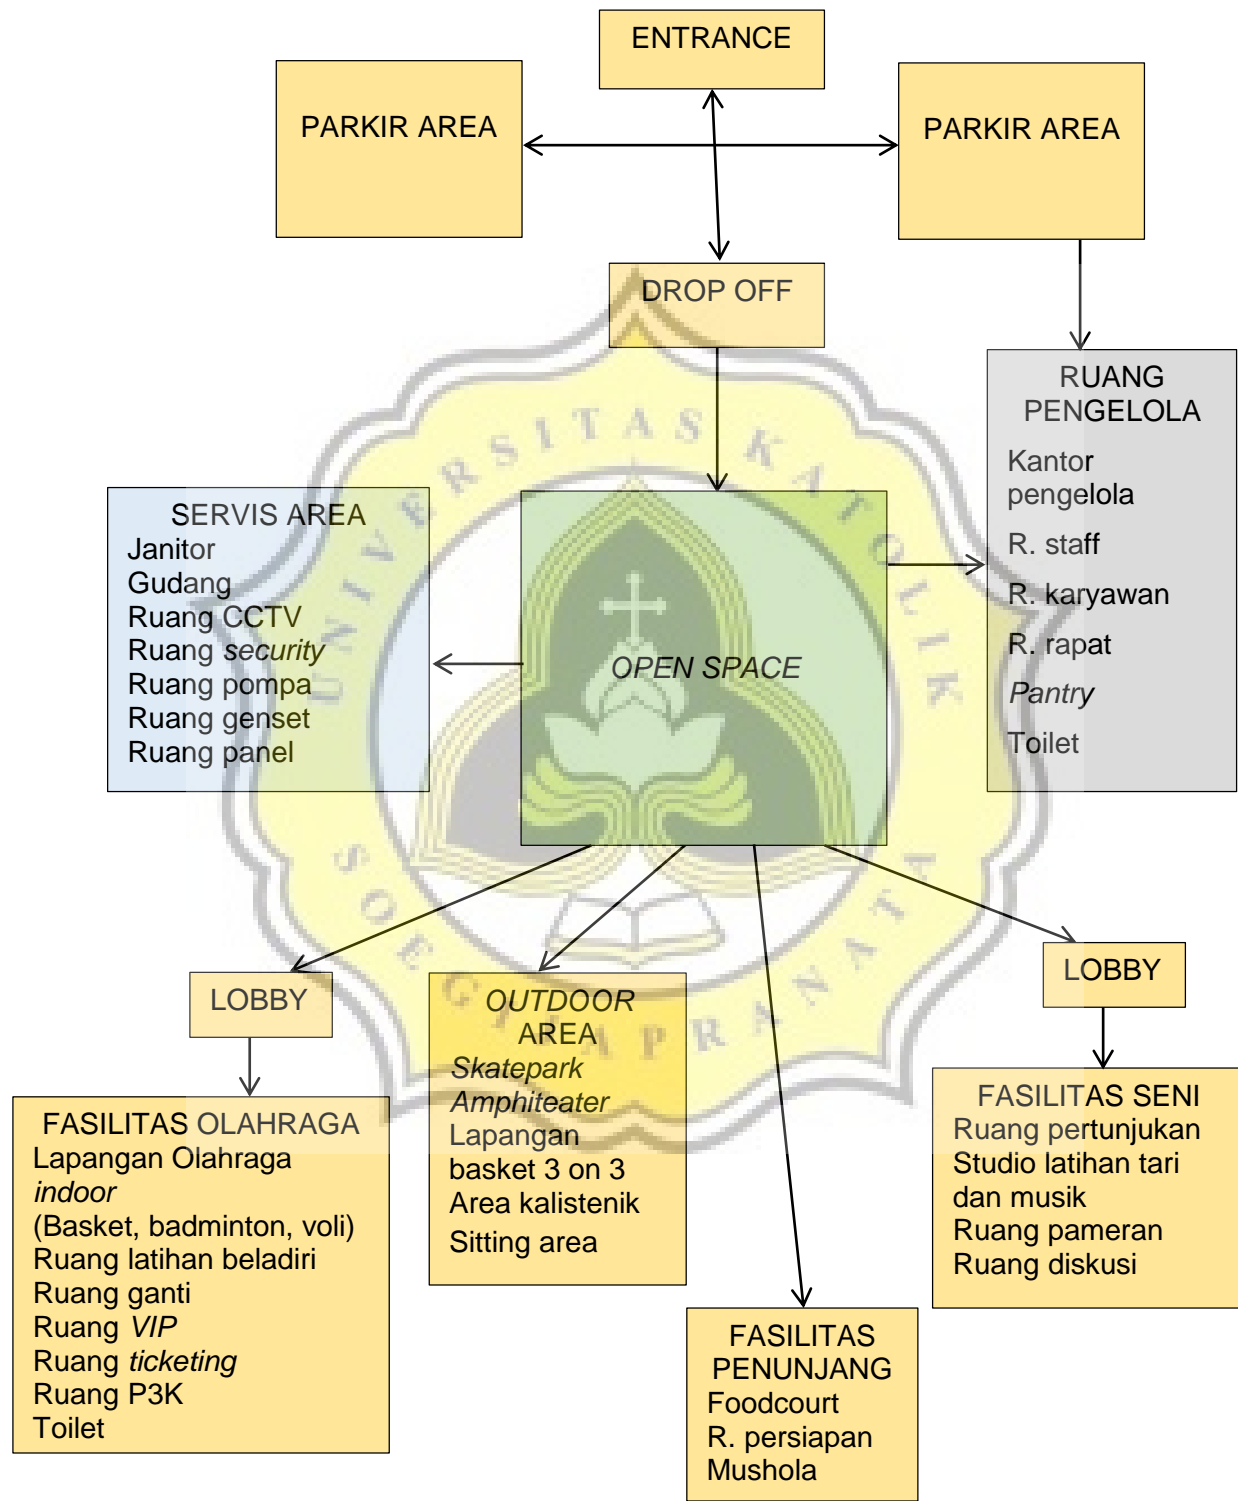 ENTRANCE
PARKIR AREA
PARKIR AREA
DROP OFF
RUANG
PENGELOLA
Kantor
pengelola
R. staff
R. karyawan
R. rapat
Pantry
Toilet
SERVIS AREA
Janitor
Gudang
Ruang CCTV
Ruang security
Ruang pompa
Ruang genset
Ruang panel
OPEN SPACE
UNIVERSITAS KATOLIK
SOEGIJAPRANATA
LOBBY
FASILITAS OLAHRAGA
Lapangan Olahraga
indoor
(Basket, badminton, voli)
Ruang latihan beladiri
Ruang ganti
Ruang VIP
Ruang ticketing
Ruang P3K
Toilet
OUTDOOR
AREA
Skatepark
Amphiteater
Lapangan
basket 3 on 3
Area kalistenik
Sitting area
FASILITAS
PENUNJANG
Foodcourt
R. persiapan
Mushola
LOBBY
FASILITAS SENI
Ruang pertunjukan
Studio latihan tari
dan musik
Ruang pameran
Ruang diskusi